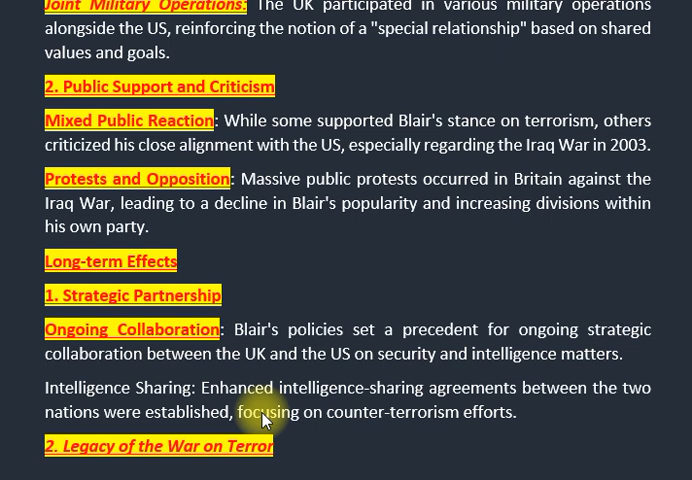 Joint Military Operations: The UK participated in various military operations
alongside the US, reinforcing the notion of a "special relationship" based on shared
values and goals.
2. Public Support and Criticism
Mixed Public Reaction: While some supported Blair's stance on terrorism, others
criticized his close alignment with the US, especially regarding the Iraq War in 2003.
Protests and Opposition: Massive public protests occurred in Britain against the
Iraq War, leading to a decline in Blair's popularity and increasing divisions within
his own party.
Long-term Effects
1. Strategic Partnership
Ongoing Collaboration: Blair's policies set a precedent for ongoing strategic
collaboration between the UK and the US on security and intelligence matters.
Intelligence Sharing: Enhanced intelligence-sharing agreements between the two
nations were established, focusing on counter-terrorism efforts.
2. Legacy of the War on Terror